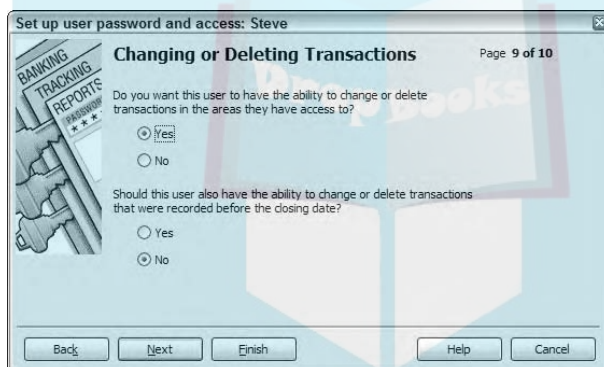 Set up user password and access: Steve
BANKING
TRACKING
REPORTS
PASSWORD
****
Changing or Deleting Transactions
Page 9 of 10
Do you want this user to have the ability to change or delete
transactions in the areas they have access to?
Yes
No
Should this user also have the ability to change or delete transactions
that were recorded before the closing date?
Yes
No
Back
Next
Finish
Help
Cancel
Drop Books